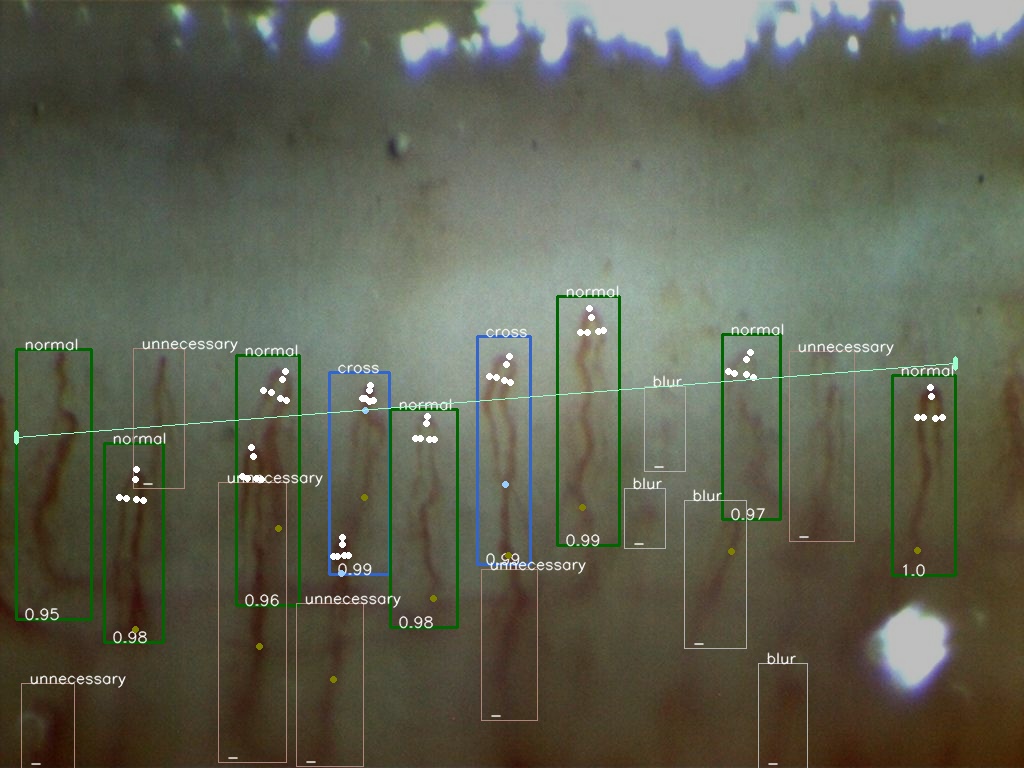 normal
cross
normal
unnecessary
normal
cross
normal
unnecessary
normal
normal
blur
normal
normal
unnecessary
blur
blur
0.97
0.99
0.99
unnecessary
0.99
1.0
0.96
unnecessary
0.95
0.98
0.98
blur
unnecessary